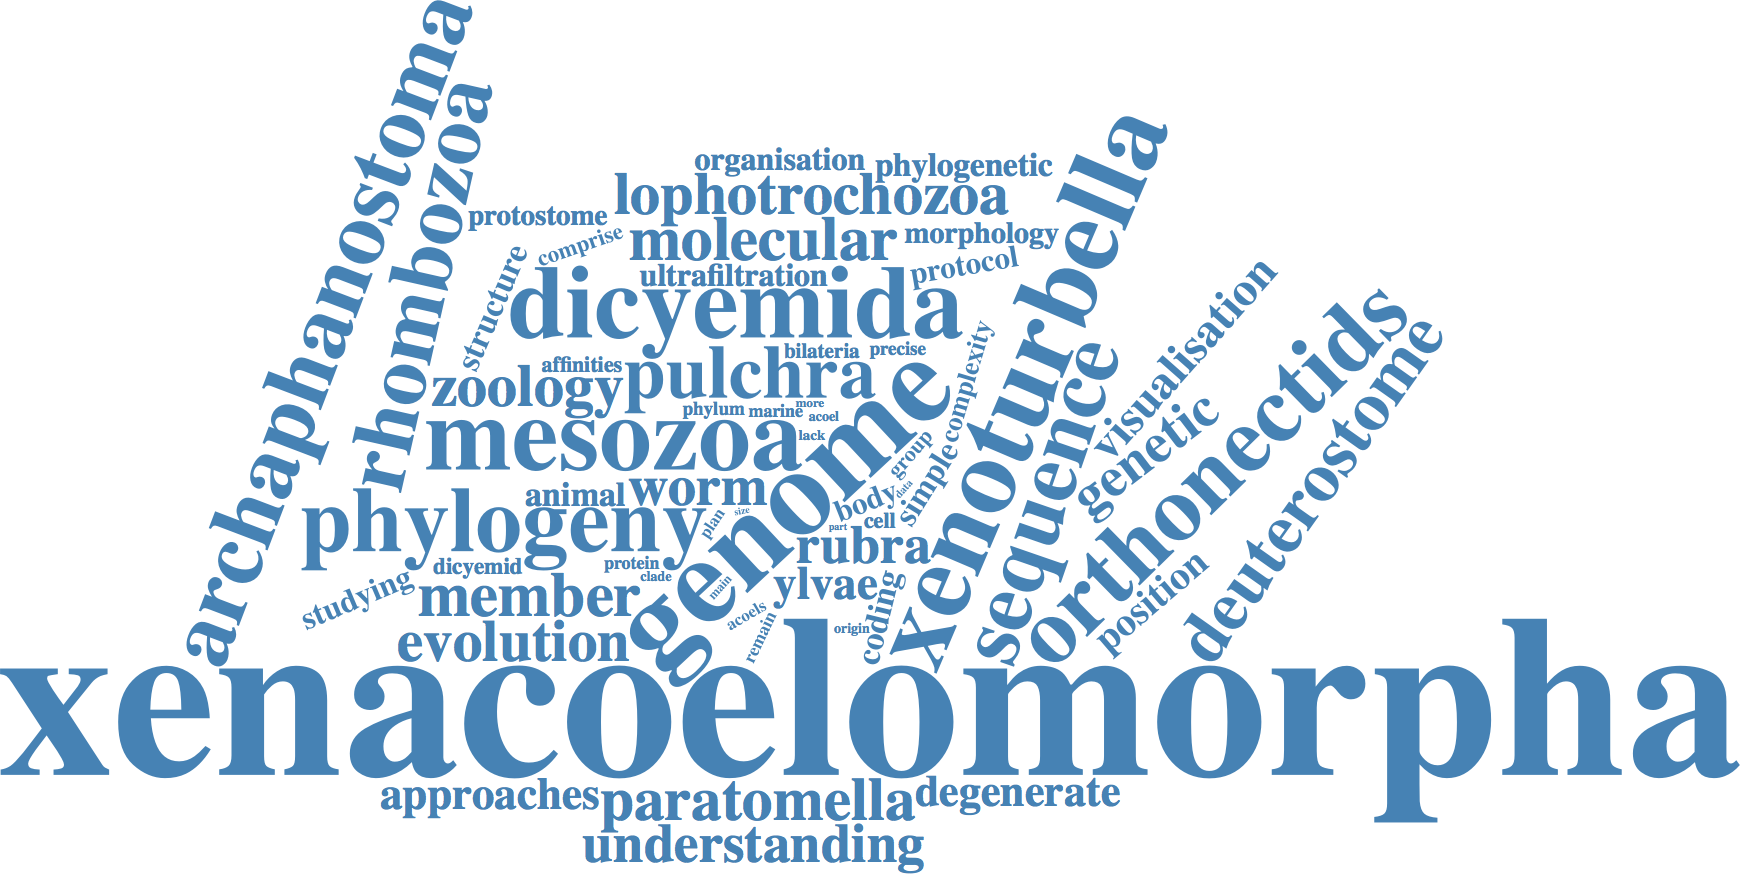 archaphanostoma
rhombozoa
organisation
phylogenetic
lophotrochozoa
protostome
comprise
molecular
morphology
xenoturbella
structure
ultrafiltration
protocol
dicyemida
visualisation
orthonectids
deuterostome
affinities
bilateria
precise
complexity
zoology
pulchra
sequence
genetic
phylum
marine
more
acoel
mesozoa
lack
genome
group
simple
animal
worm
body
data
phylogeny
plan
size
part
cell
rubra
position
dicyemid
protein
clade
studying
member
main
ylvae
coding
acoels
remain
origin
evolution
xenacoelomorpha
approaches
paratomella
degenerate
understanding